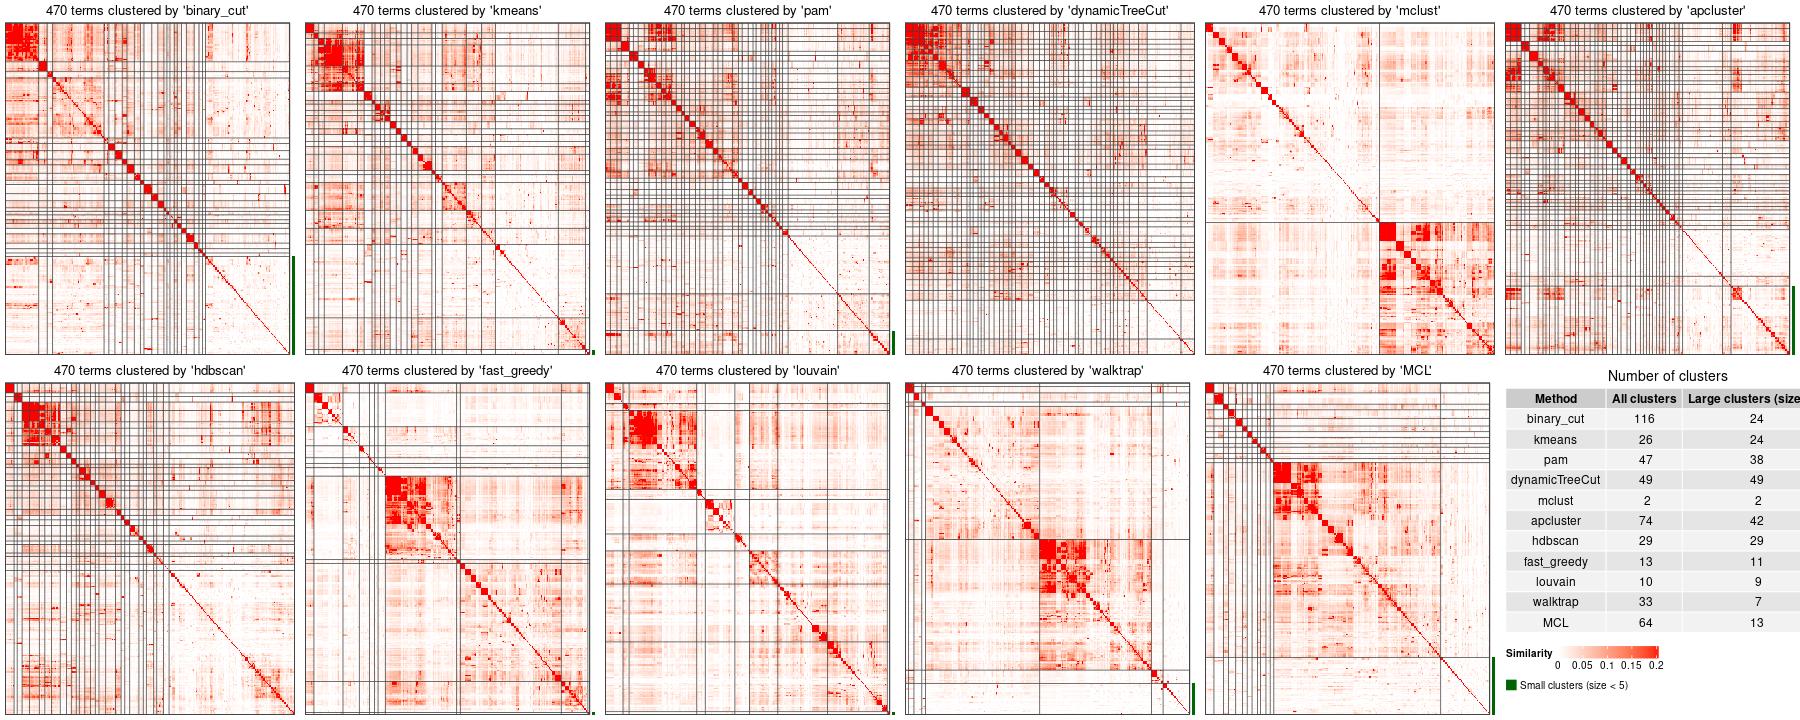 470 terms clustered by 'binary_cut'
470 terms clustered by 'kmeans'
470 terms clustered by 'pam'
470 terms clustered by 'dynamicTreeCut'
470 terms clustered by 'mclust'
470 terms clustered by 'apcluster'
470 terms clustered by 'hdbscan'
470 terms clustered by 'fast_greedy'
470 terms clustered by 'louvain'
470 terms clustered by 'walktrap'
470 terms clustered by 'MCL'
Number of clusters
Method All clusters Large clusters (size
binary_cut 116 24
kmeans 26 24
pam 47 38
dynamicTreeCut 49 49
mclust 2 2
apcluster 74 42
hdbscan 29 29
fast_greedy 13 11
louvain 10 9
walktrap 33 7
MCL 64 13
Similarity
0 0.05 0.1 0.15 0.2
Small clusters (size < 5)